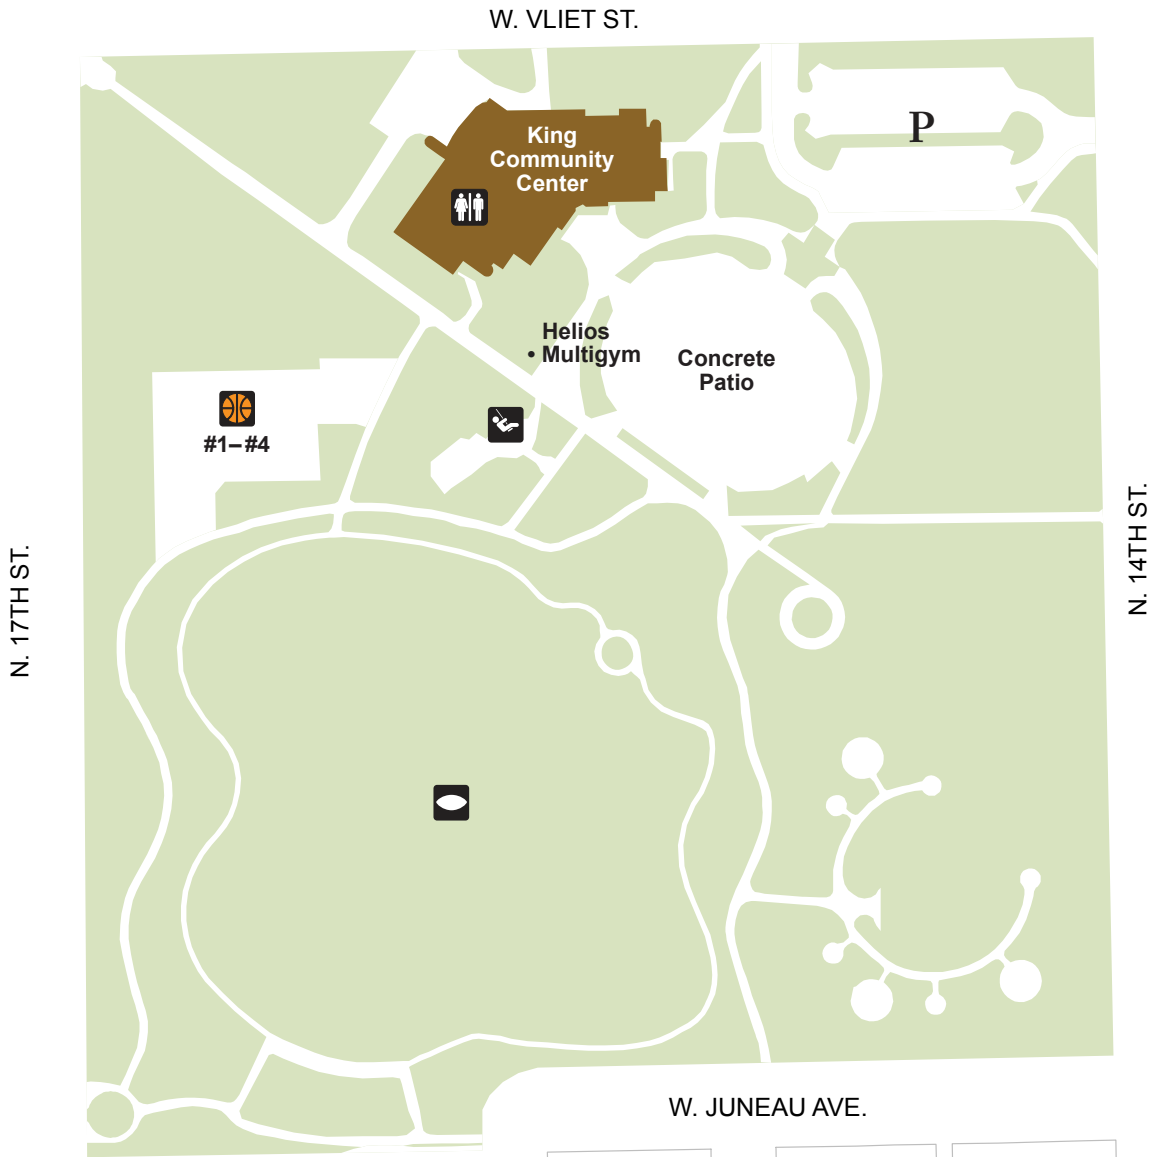 W. VLIET ST.
P
King
Community
Center
Helios
• Multigym
Concrete
Patio
#1–#4
N. 17TH ST.
N. 14TH ST.
W. JUNEAU AVE.